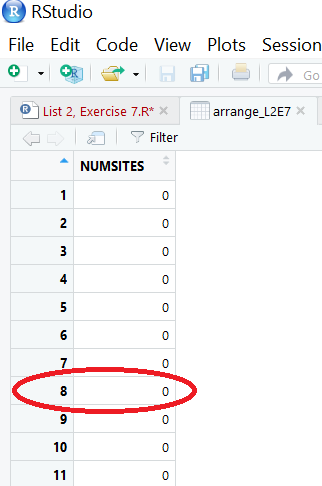 RStudio
File Edit Code View Plots Session
Go
List 2, Exercise 7.R* × arrange_L2E7 ×
Filter
NUMSITES
1 0
2 0
3 0
4 0
5 0
6 0
7 0
8 0
9 0
10 0
11 0